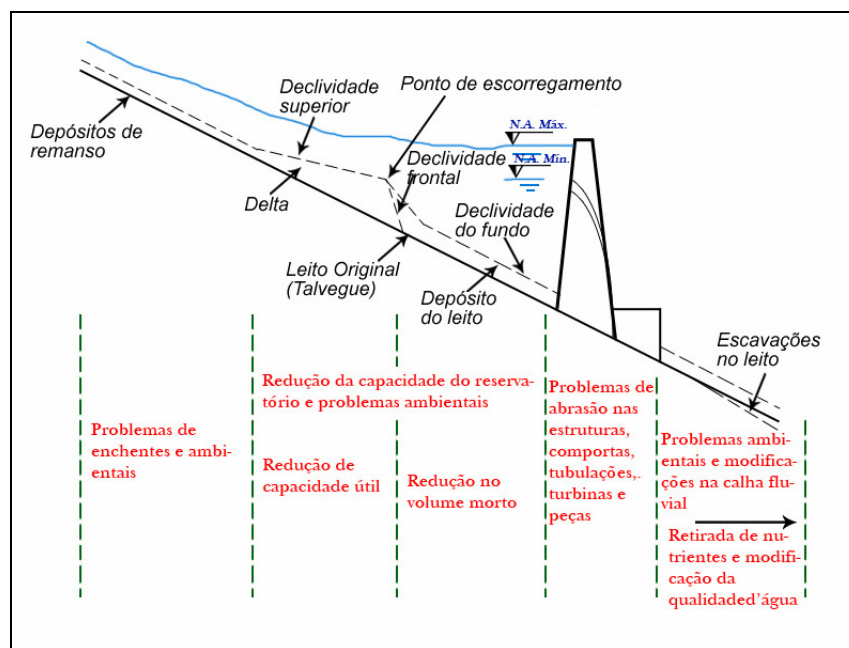 Declividade
superior
Ponto de escorregamento
Depósitos de
remanso
N.A. Máx.
Declividade
frontal
N.A. Mín.
Delta
Declividade
do fundo
Leito Original
(Talvegue)
Depósito
do leito
Escavações
no leito
Problemas de
enchentes e ambi-
entais
Redução da capacidade do reserva-
tório e problemas ambientais
Redução de
capacidade útil
Redução no
volume morto
Problemas de
abrasão nas
estruturas,
comportas,
tubulações,.
turbinas e
peças
Problemas ambi-
entais e modifica-
ções na calha flu-
vial
Retirada de nu-
trientes e modifi-
cação da
qualidaded'água